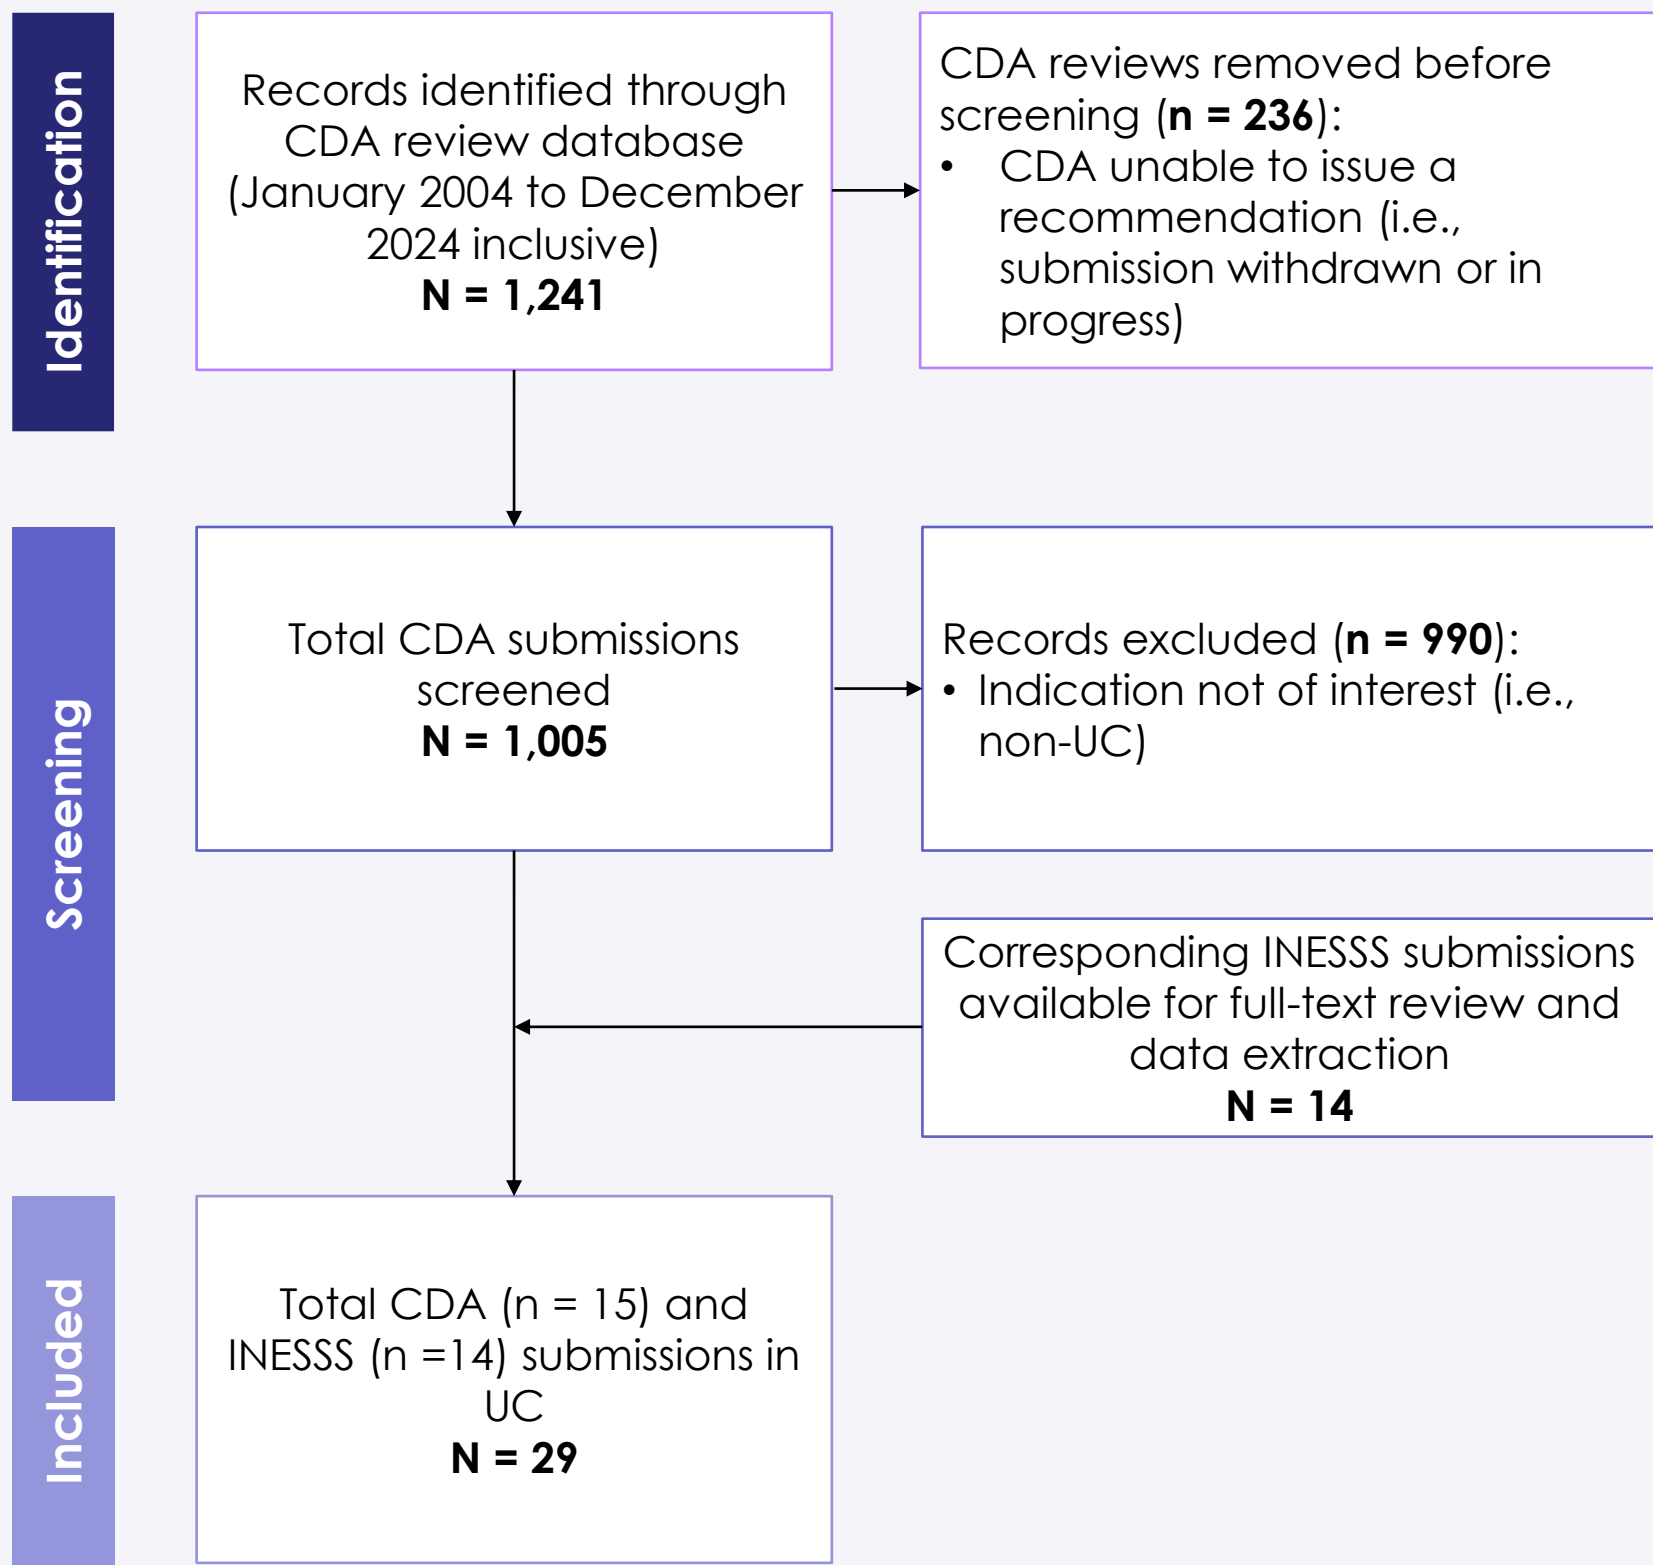 Identification
Records identified through
CDA review database
(January 2004 to December
2024 inclusive)
N = 1,241
CDA reviews removed before
screening (n = 236):
• CDA unable to issue a
recommendation (i.e.,
submission withdrawn or in
progress)
Screening
Total CDA submissions
screened
N = 1,005
Records excluded (n = 990):
• Indication not of interest (i.e.,
non-UC)
Corresponding INESSS submissions
available for full-text review and
data extraction
N = 14
Included
Total CDA (n = 15) and
INESSS (n =14) submissions in
UC
N = 29